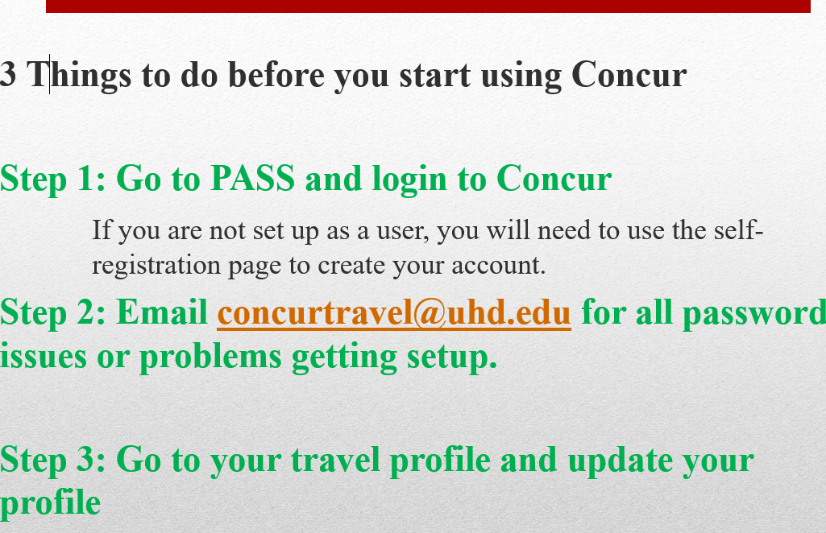 3 Things to do before you start using Concur
Step 1: Go to PASS and login to Concur
If you are not set up as a user, you will need to use the self-
registration page to create your account.
Step 2: Email concurtravel@uhd.edu for all password
issues or problems getting setup.
Step 3: Go to your travel profile and update your
profile